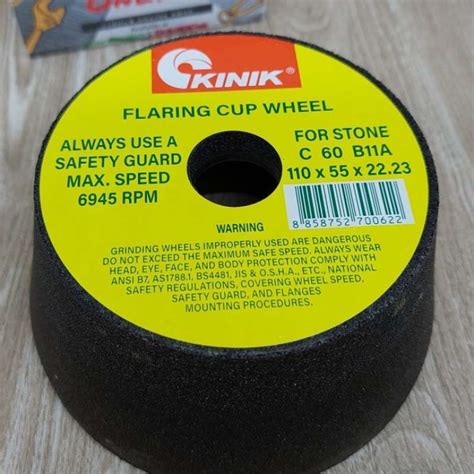 KINIK®
FLARING CUP WHEEL
ALWAYS USE A
SAFETY GUARD
MAX. SPEED
6945 RPM
FOR STONE
C 60 B11A
110 x 55 x 22.23
8 858752 700622
WARNING
GRINDING WHEELS IMPROPERLY USED ARE DANGEROUS
DO NOT EXCEED THE MAXIMUM SAFE SPEED. ALWAYS WEAR
HEAD, EYE, FACE, AND BODY PROTECTION COMPLY WITH
ANSI B7, AS1788.1. BS4481, JIS & O.S.H.A., ETC., NATIONAL
SAFETY REGULATIONS, COVERING WHEEL SPEED,
SAFETY GUARD, AND FLANGES
MOUNTING PROCEDURES.